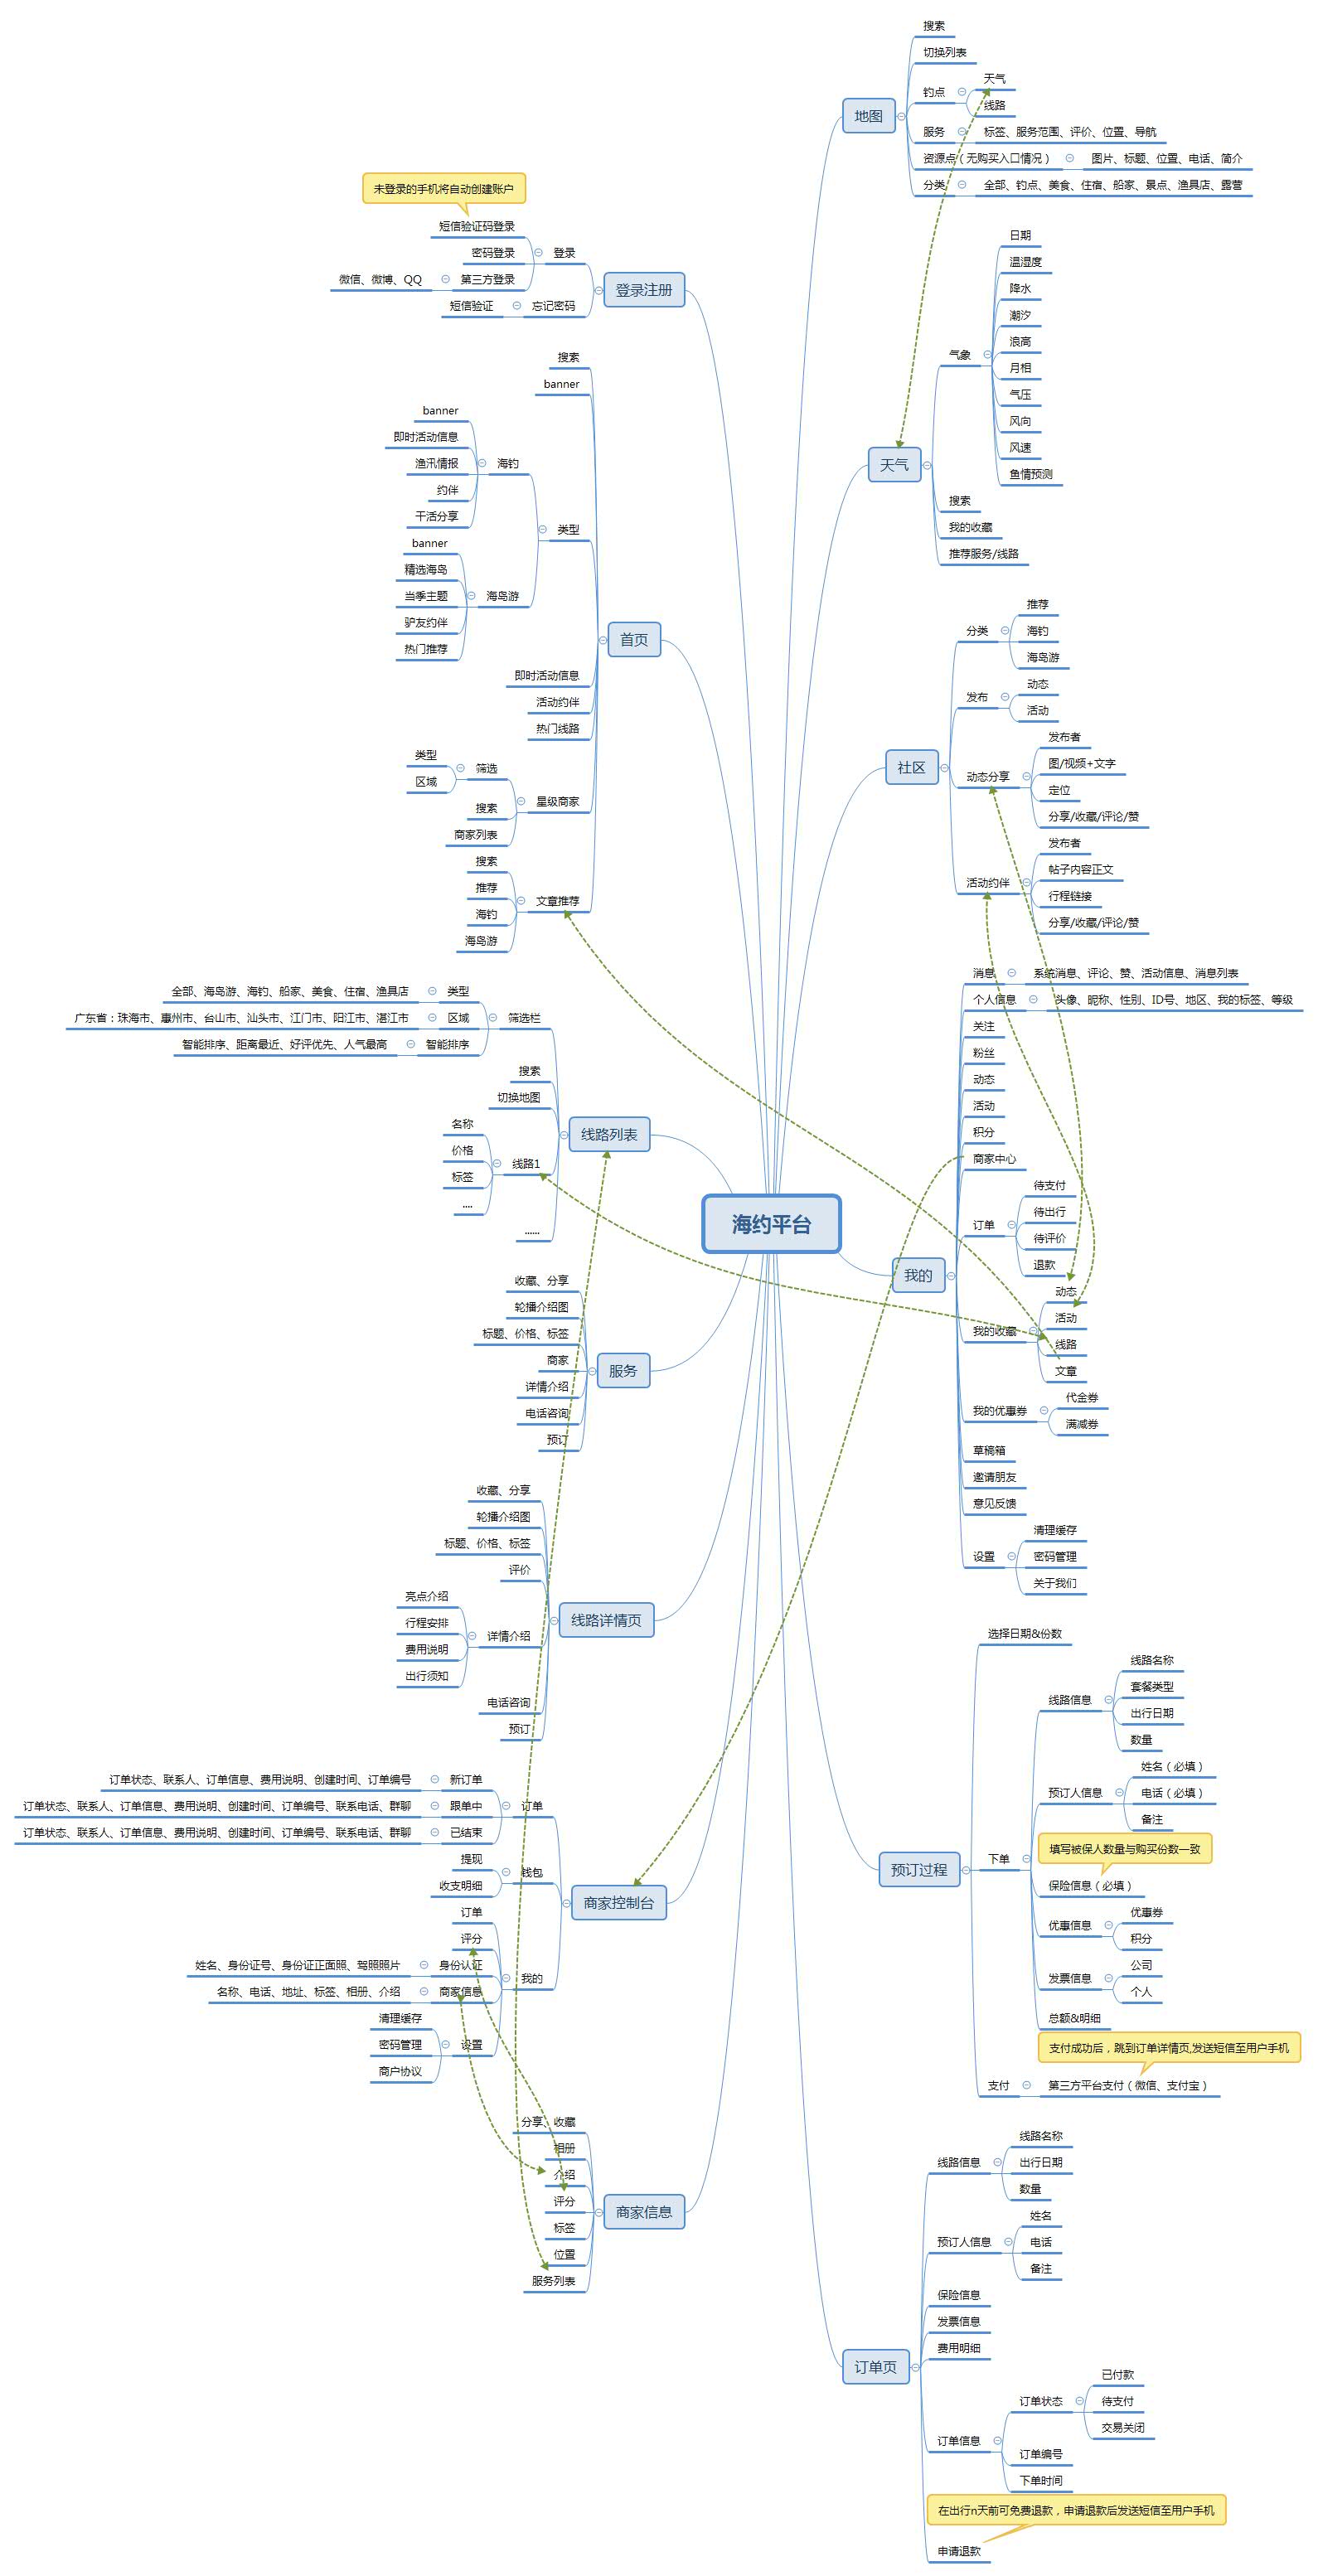 海约平台
地图
搜索
切换列表
钓点
天气
线路
服务
标签、服务范围、评价、位置、导航
资源点（无购买入口情况）
图片、标题、位置、电话、简介
分类
全部、钓点、美食、住宿、船家、景点、渔具店、露营
天气
气象
日期
温湿度
降水
潮汐
浪高
月相
气压
风向
风速
鱼情预测
搜索
我的收藏
推荐服务/线路
社区
分类
推荐
海钓
海岛游
发布
动态
活动
动态分享
发布者
图/视频+文字
定位
分享/收藏/评论/赞
活动约伴
发布者
帖子内容正文
行程链接
分享/收藏/评论/赞
我的
消息
系统消息、评论、赞、活动信息、消息列表
个人信息
头像、昵称、性别、ID号、地区、我的标签、等级
关注
粉丝
动态
活动
积分
商家中心
订单
待支付
待出行
待评价
退款
我的收藏
动态
活动
线路
文章
我的优惠券
代金券
满减券
草稿箱
邀请朋友
意见反馈
设置
清理缓存
密码管理
关于我们
预订过程
选择日期&份数
下单
线路信息
线路名称
套餐类型
出行日期
数量
预订人信息
姓名（必填）
电话（必填）
备注
填写被保人数量与购买份数一致
保险信息（必填）
优惠信息
优惠券
积分
发票信息
公司
个人
总额&明细
支付成功后，跳到订单详情页,发送短信至用户手机
支付
第三方平台支付（微信、支付宝）
订单页
线路信息
线路名称
出行日期
数量
预订人信息
姓名
电话
备注
保险信息
发票信息
费用明细
订单信息
订单状态
已付款
待支付
交易关闭
订单编号
下单时间
在出行n天前可免费退款，申请退款后发送短信至用户手机
申请退款
登录注册
未登录的手机将自动创建账户
登录
短信验证码登录
密码登录
第三方登录
微信、微博、QQ
忘记密码
短信验证
首页
搜索
banner
类型
海钓
banner
即时活动信息
渔汛情报
约伴
干活分享
海岛游
banner
精选海岛
当季主题
驴友约伴
热门推荐
即时活动信息
活动约伴
热门线路
星级商家
筛选
类型
区域
搜索
商家列表
文章推荐
搜索
推荐
海钓
海岛游
线路列表
筛选栏
类型
全部、海岛游、海钓、船家、美食、住宿、渔具店
区域
广东省：珠海市、惠州市、台山市、汕头市、江门市、阳江市、湛江市
智能排序
智能排序、距离最近、好评优先、人气最高
搜索
切换地图
线路1
名称
价格
标签
....
......
服务
收藏、分享
轮播介绍图
标题、价格、标签
商家
详情介绍
电话咨询
预订
线路详情页
收藏、分享
轮播介绍图
标题、价格、标签
评价
详情介绍
亮点介绍
行程安排
费用说明
出行须知
电话咨询
预订
商家控制台
订单
新订单
订单状态、联系人、订单信息、费用说明、创建时间、订单编号
跟单中
订单状态、联系人、订单信息、费用说明、创建时间、订单编号、联系电话、群聊
已结束
订单状态、联系人、订单信息、费用说明、创建时间、订单编号、联系电话、群聊
钱包
提现
收支明细
我的
订单
评分
身份认证
姓名、身份证号、身份证正面照、驾照照片
商家信息
名称、电话、地址、标签、相册、介绍
设置
清理缓存
密码管理
商户协议
商家信息
分享、收藏
相册
介绍
评分
标签
位置
服务列表